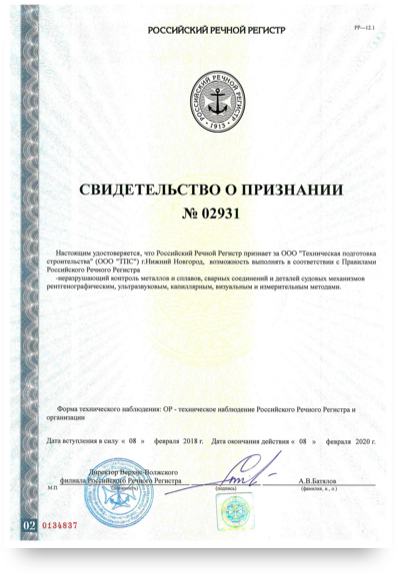 РОССИЙСКИЙ РЕЧНОЙ РЕГИСТР
РР—12.1
РОССИЙСКИЙ РЕЧНОЙ РЕГИСТР
• 1913 •
СВИДЕТЕЛЬСТВО О ПРИЗНАНИИ
№ 02931
Настоящим удостоверяется, что Российский Речной Регистр признает за ООО "Техническая подготовка
строительства" (ООО "ТПС") г.Нижний Новгород, возможность выполнять в соответствии с Правилами
Российского Речного Регистра
-неразрушающий контроль металлов и сплавов, сварных соединений и деталей судовых механизмов
рентгенографическим, ультразвуковым, капиллярным, визуальным и измерительным методами.
Форма технического наблюдения: ОР - техническое наблюдение Российского Речного Регистра и
организации
Дата вступления в силу « 08 » февраля 2018 г. Дата окончания действия « 08 » февраля 2020 г.
Директор Верхне-Волжского
филиала Российского Речного Регистра
А.В.Батялов
М.П
(должность)
(подпись)
(фамилия, и., о.)
02 0134837